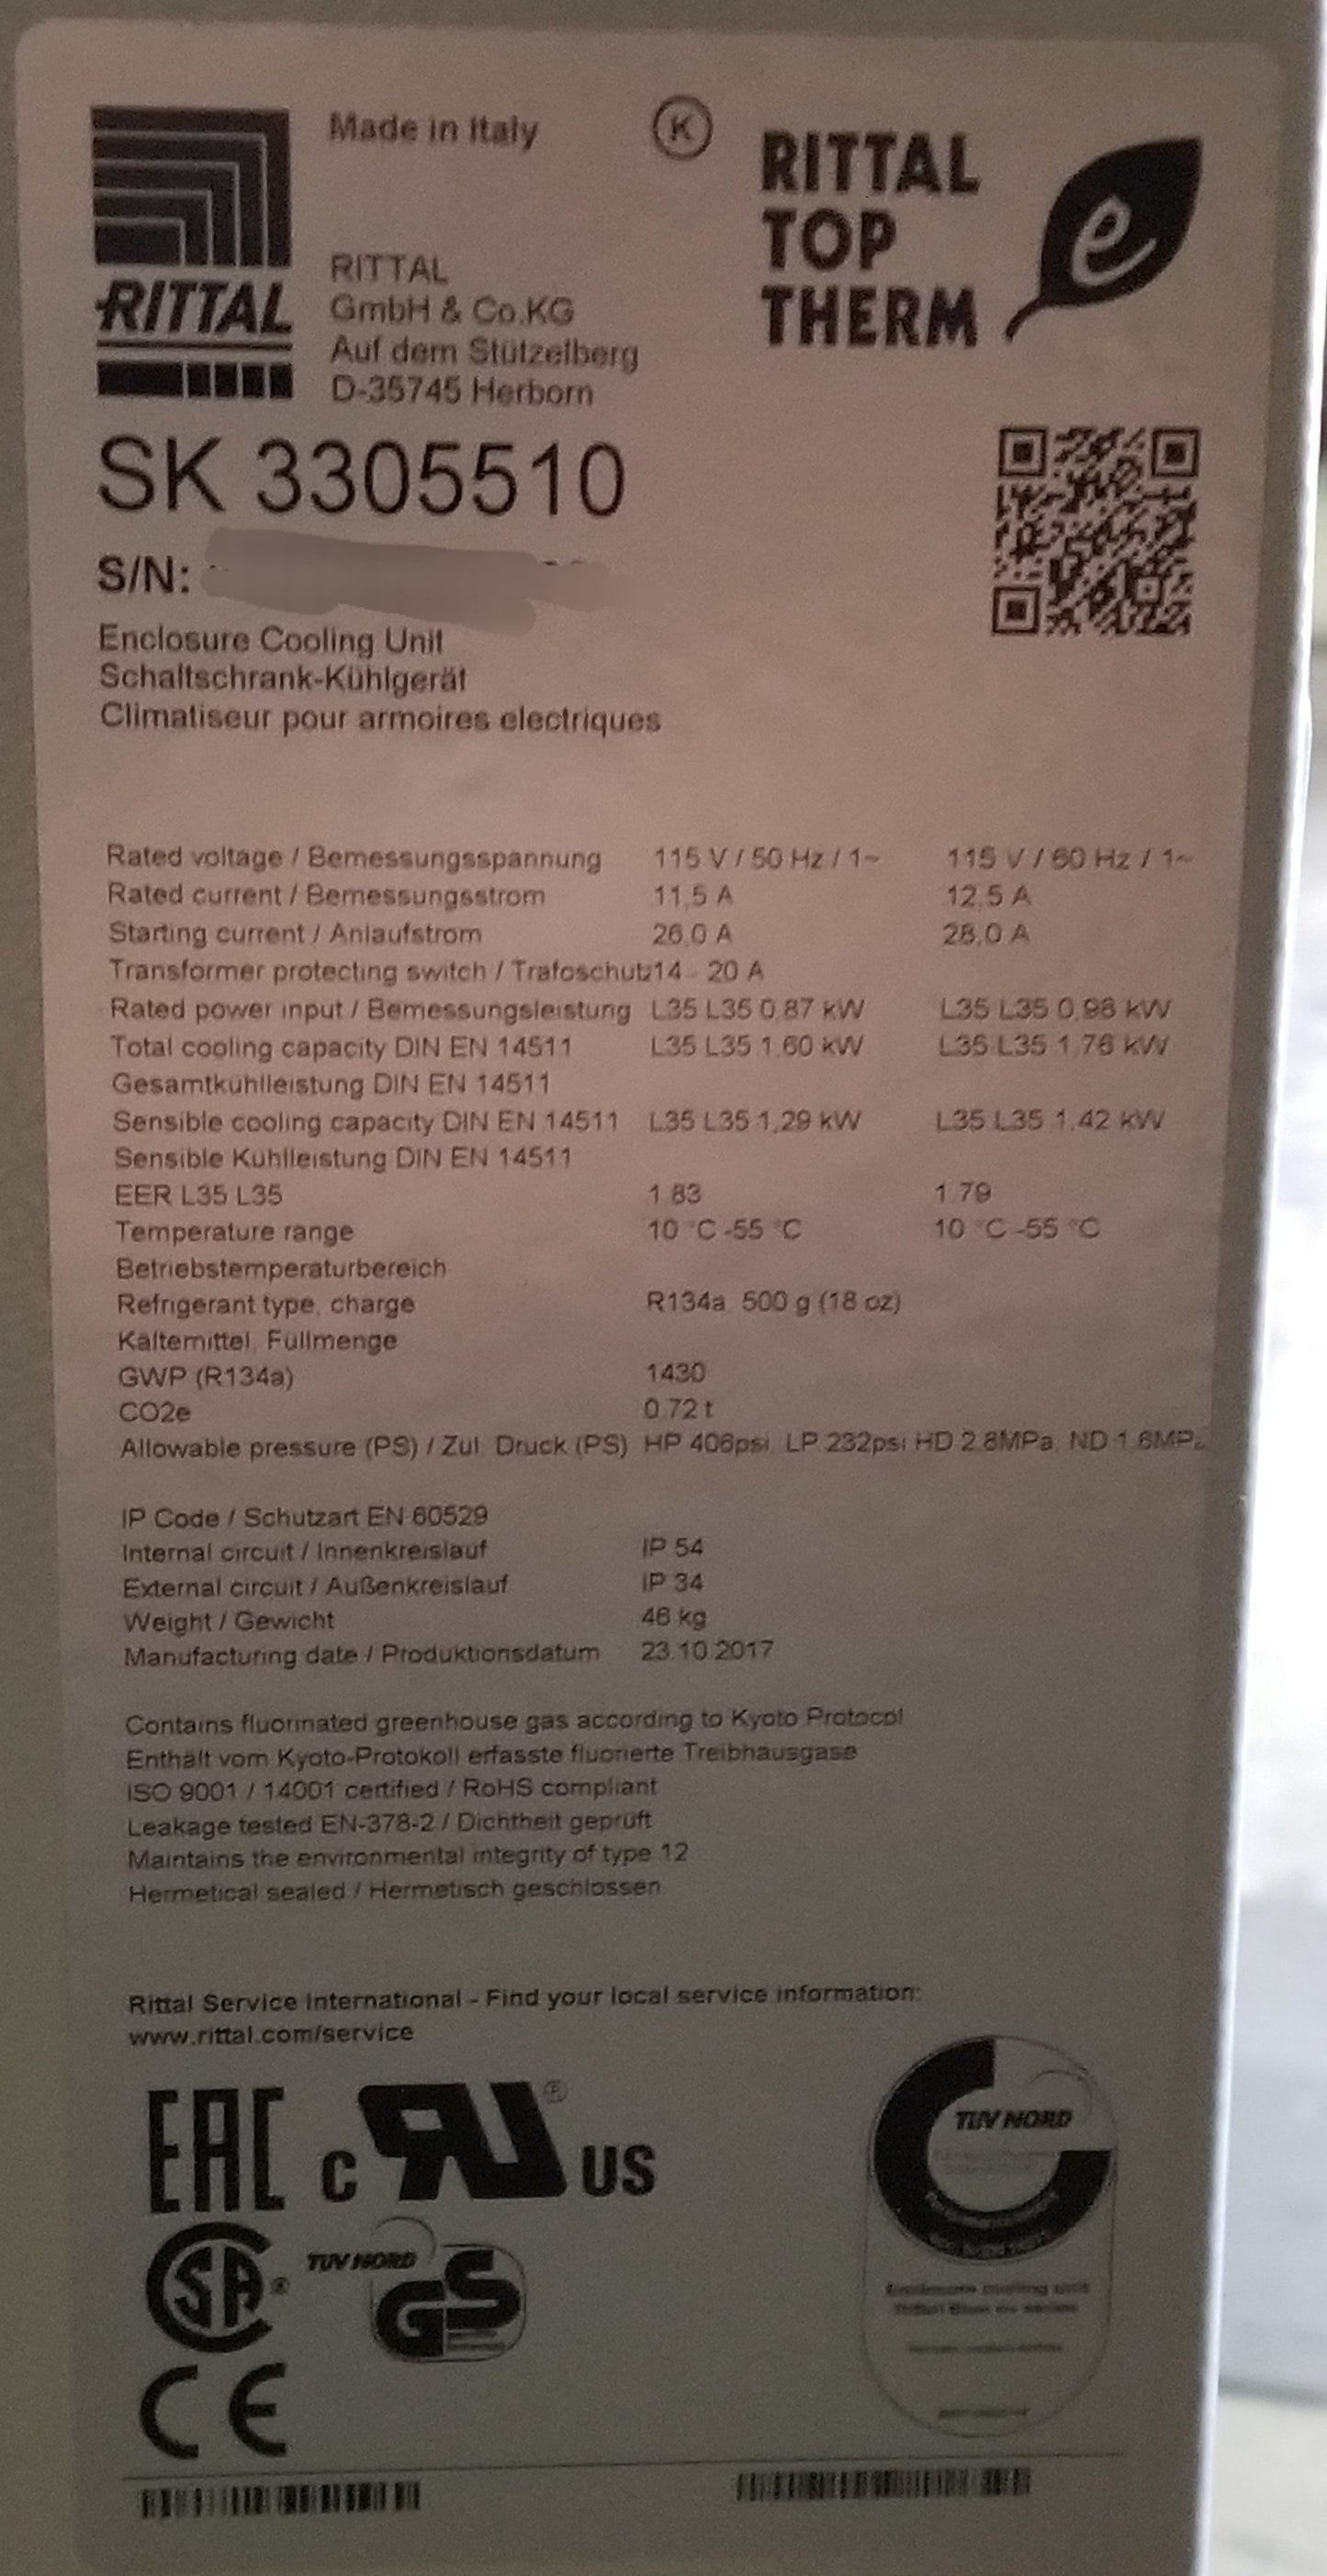 Made in Italy
K
RITTAL
TOP
THERM
e
RITTAL
RITTAL
GmbH & Co.KG
Auf dem Stützelberg
D-35745 Herborn
SK 3305510
S/N:
Enclosure Cooling Unit
Schaltschrank-Kühlgerät
Climatiseur pour armoires electriques
Rated voltage / Bemessungsspannung 115 V / 50 Hz / 1~ 115 V / 60 Hz / 1~
Rated current / Bemessungsstrom 11,5 A 12,5 A
Starting current / Anlaufstrom 26,0 A 28,0 A
Transformer protecting switch / Trafoschutz14 - 20 A
Rated power input / Bemessungsleistung L35 L35 0,87 kW L35 L35 0,98 kW
Total cooling capacity DIN EN 14511 L35 L35 1,60 kW L35 L35 1,76 kW
Gesamtkühlleistung DIN EN 14511
Sensible cooling capacity DIN EN 14511 L35 L35 1,29 kW L35 L35 1,42 kW
Sensible Kühlleistung DIN EN 14511
EER L35 L35 1.83 1.79
Temperature range 10 °C -55 °C 10 °C -55 °C
Betriebstemperaturbereich
Refrigerant type, charge R134a, 500 g (18 oz)
Kältemittel, Füllmenge
GWP (R134a) 1430
CO2e 0.72 t
Allowable pressure (PS) / Zul. Druck (PS) HP 406psi, LP 232psi HD 2.8MPa, ND 1.6MPa
IP Code / Schutzart EN 60529
Internal circuit / Innenkreislauf IP 54
External circuit / Außenkreislauf IP 34
Weight / Gewicht 46 kg
Manufacturing date / Produktionsdatum 23.10.2017
Contains fluorinated greenhouse gas according to Kyoto Protocol
Enthält vom Kyoto-Protokoll erfasste fluorierte Treibhausgase
ISO 9001 / 14001 certified / RoHS compliant
Leakage tested EN-378-2 / Dichtheit geprüft
Maintains the environmental integrity of type 12
Hermetical sealed / Hermetisch geschlossen
Rittal Service International - Find your local service information:
www.rittal.com/service
EAC
c RU ® US
TÜV NORD
SA ®
TÜV NORD
GS
Enclosure cooling unit
CE